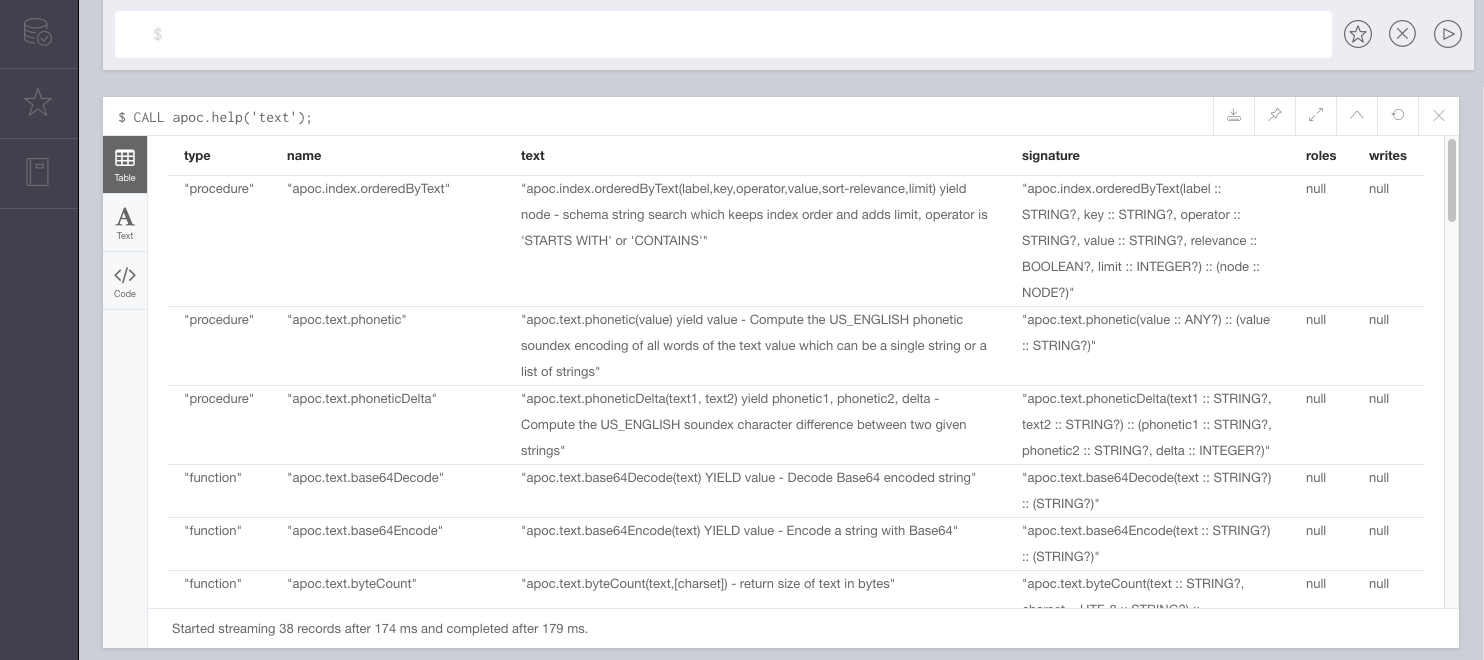 $
$ CALL apoc.help('text');
Table
Text
Code
type name text signature roles writes
"procedure" "apoc.index.orderedByText" "apoc.index.orderedByText(label,key,operator,value,sort-relevance,limit) yield "apoc.index.orderedByText(label :: null null
node - schema string search which keeps index order and adds limit, operator is STRING?, key :: STRING?, operator ::
'STARTS WITH' or 'CONTAINS'" STRING?, value :: STRING?, relevance ::
BOOLEAN?, limit :: INTEGER?) :: (node ::
NODE?)"
"procedure" "apoc.text.phonetic" "apoc.text.phonetic(value) yield value - Compute the US_ENGLISH phonetic "apoc.text.phonetic(value :: ANY?) :: (value null null
soundex encoding of all words of the text value which can be a single string or a :: STRING?)"
list of strings"
"procedure" "apoc.text.phoneticDelta" "apoc.text.phoneticDelta(text1, text2) yield phonetic1, phonetic2, delta - "apoc.text.phoneticDelta(text1 :: STRING?, null null
Compute the US_ENGLISH soundex character difference between two given text2 :: STRING?) :: (phonetic1 :: STRING?,
strings" phonetic2 :: STRING?, delta :: INTEGER?)"
"function" "apoc.text.base64Decode" "apoc.text.base64Decode(text) YIELD value - Decode Base64 encoded string" "apoc.text.base64Decode(text :: STRING?) null null
:: (STRING?)"
"function" "apoc.text.base64Encode" "apoc.text.base64Encode(text) YIELD value - Encode a string with Base64" "apoc.text.base64Encode(text :: STRING?) null null
:: (STRING?)"
"function" "apoc.text.byteCount" "apoc.text.byteCount(text,[charset]) - return size of text in bytes" "apoc.text.byteCount(text :: STRING?, null null
Started streaming 38 records after 174 ms and completed after 179 ms.